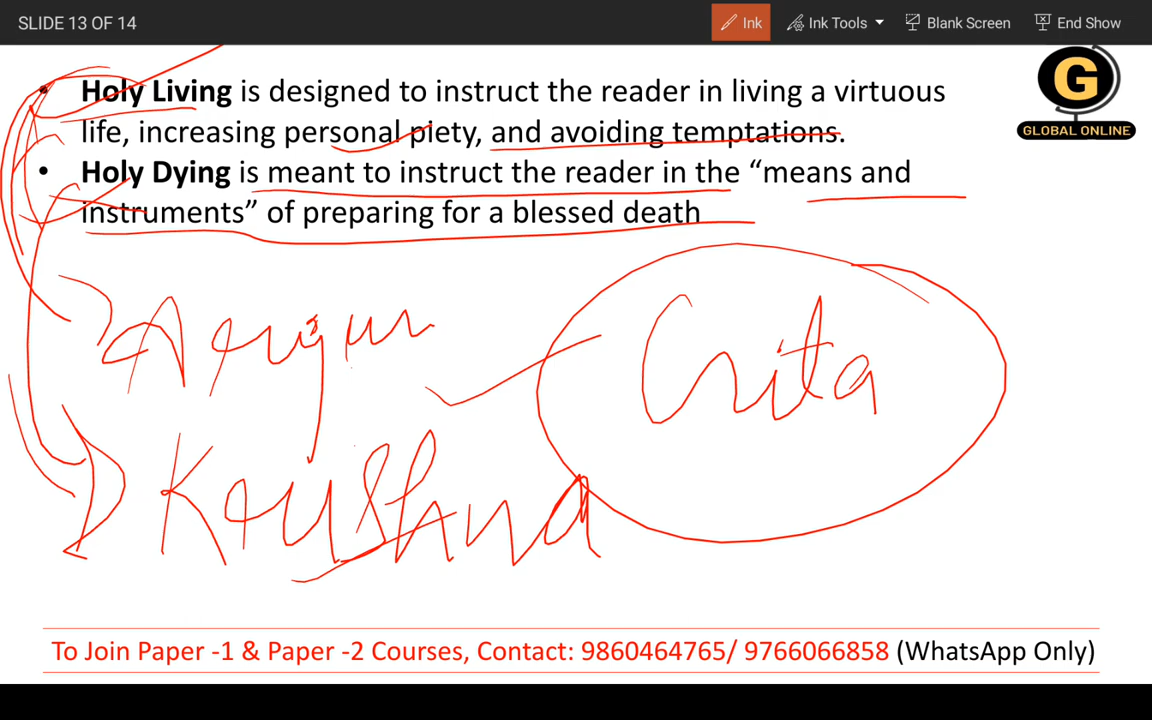 SLIDE 13 OF 14
Ink
Ink Tools
Blank Screen
End Show
G
GLOBAL ONLINE
• Holy Living is designed to instruct the reader in living a virtuous
life, increasing personal piety, and avoiding temptations.
• Holy Dying is meant to instruct the reader in the “means and
instruments” of preparing for a blessed death
Arjun
Gita
Krishna
To Join Paper -1 & Paper -2 Courses, Contact: 9860464765/ 9766066858 (WhatsApp Only)